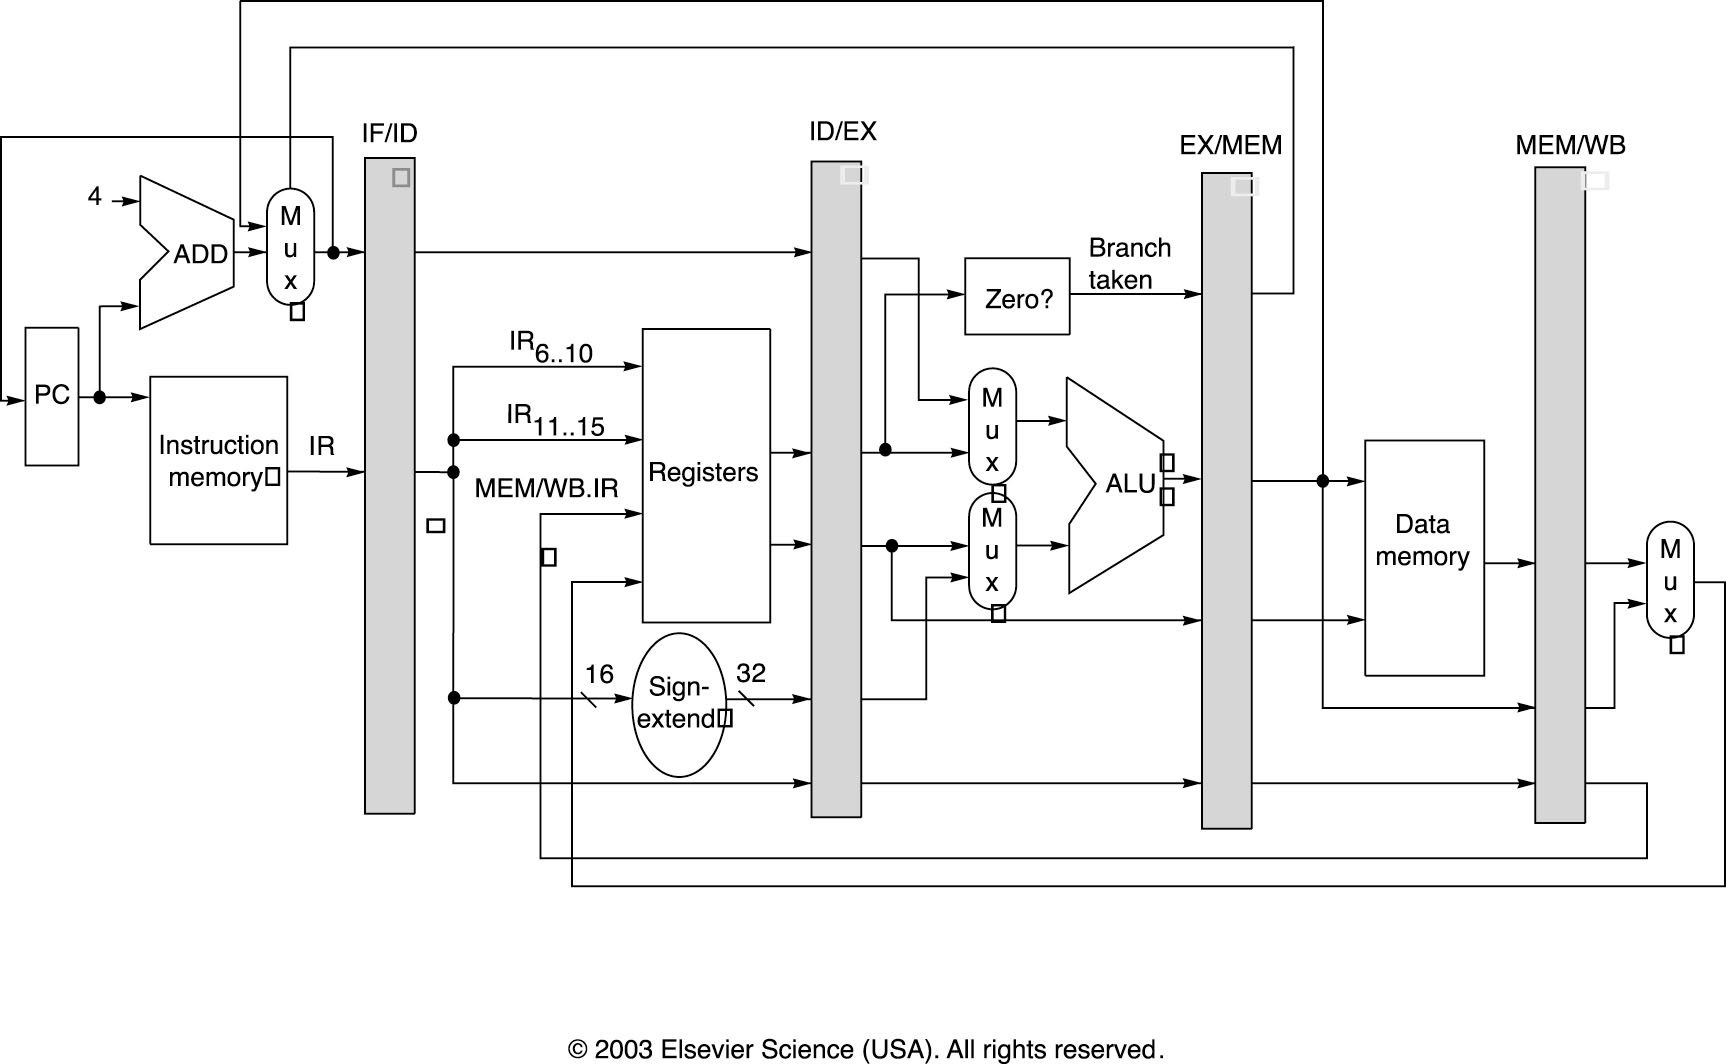 IF/ID
ID/EX
EX/MEM
MEM/WB
4
ADD
M
u
x
Branch
taken
Zero?
PC
Instruction
memory
IR
IR6..10
IR11..15
MEM/WB.IR
Registers
M
u
x
M
u
x
ALU
Data
memory
M
u
x
16
Sign-
extend
32
© 2003 Elsevier Science (USA). All rights reserved.